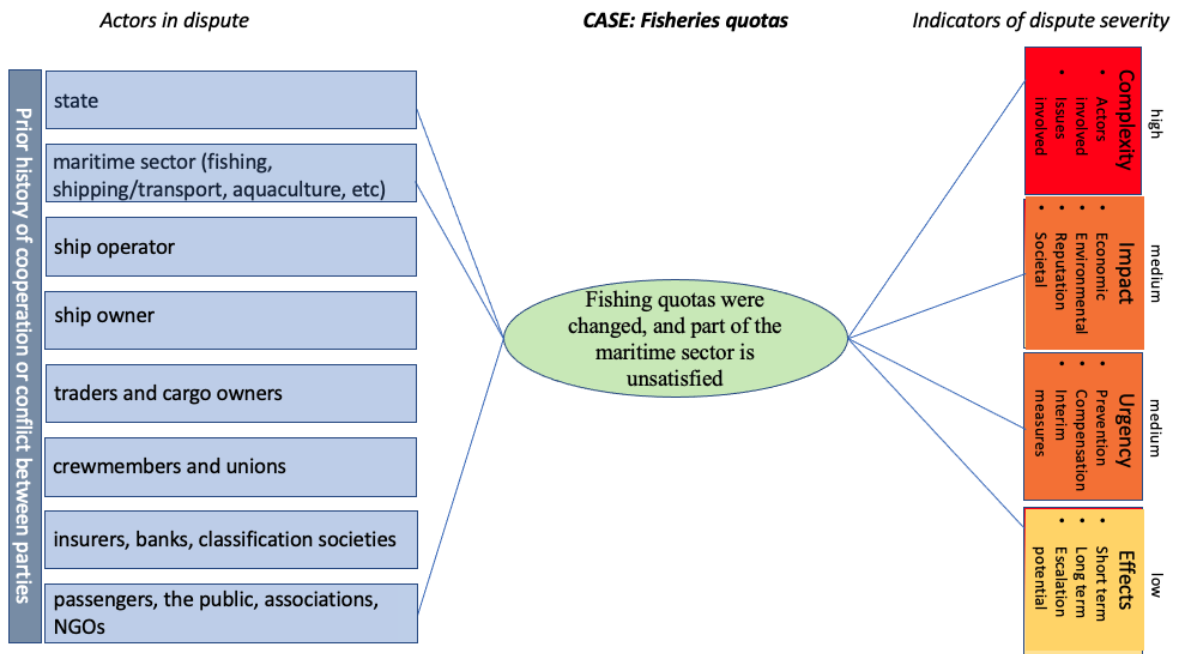 Actors in dispute
CASE: Fisheries quotas
Indicators of dispute severity
Prior history of cooperation or conflict between parties
state
maritime sector (fishing,
shipping/transport, aquaculture, etc)
ship operator
ship owner
traders and cargo owners
crewmembers and unions
insurers, banks, classification societies
passengers, the public, associations,
NGOs
Fishing quotas were
changed, and part of the
maritime sector is
unsatisfied
high
Complexity
• Actors
involved
• Issues
involved
medium
Impact
• Economic
• Environmental
• Reputation
• Societal
medium
Urgency
• Prevention
• Compensation
• Interim
measures
low
Effects
• Short term
• Long term
• Escalation
potential